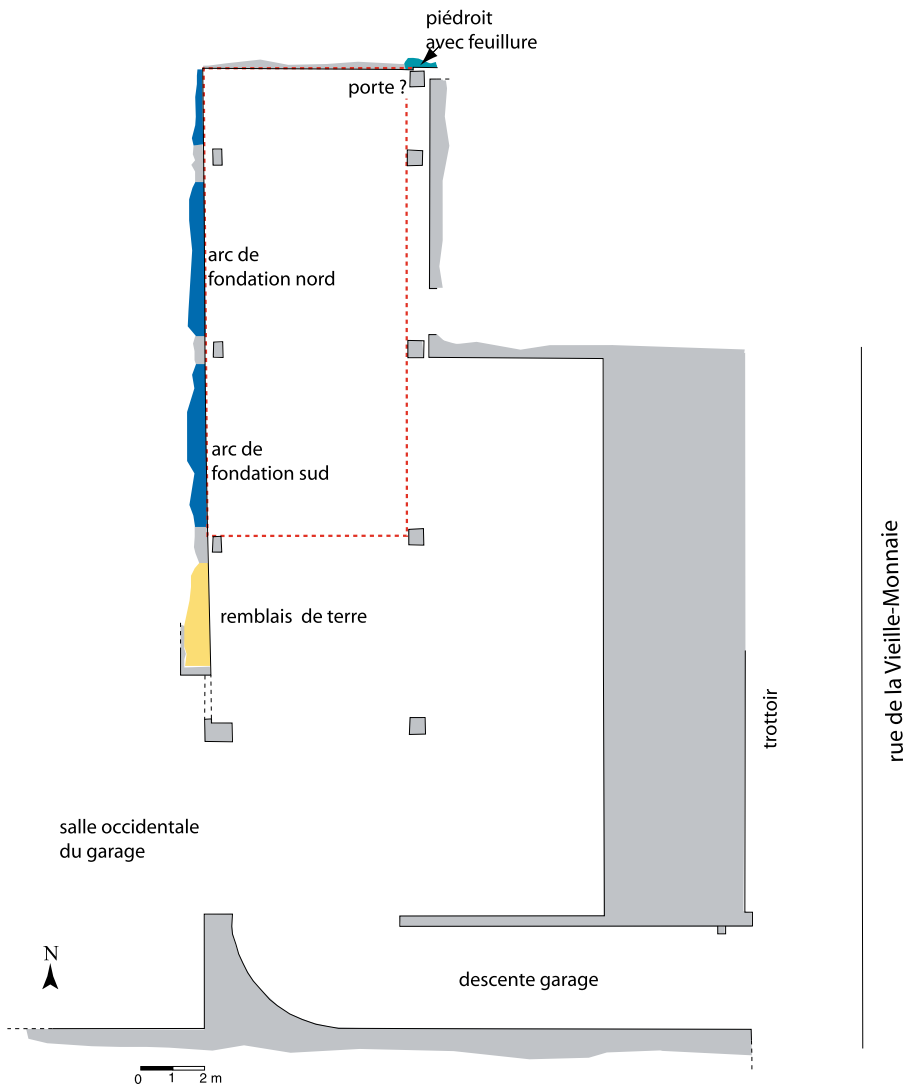 piédroit
avec feuillure
porte ?
arc de
fondation nord
arc de
fondation sud
remblais de terre
rue de la Vieille-Monnaie
trottoir
salle occidentale
du garage
N
descente garage
0 1 2 m